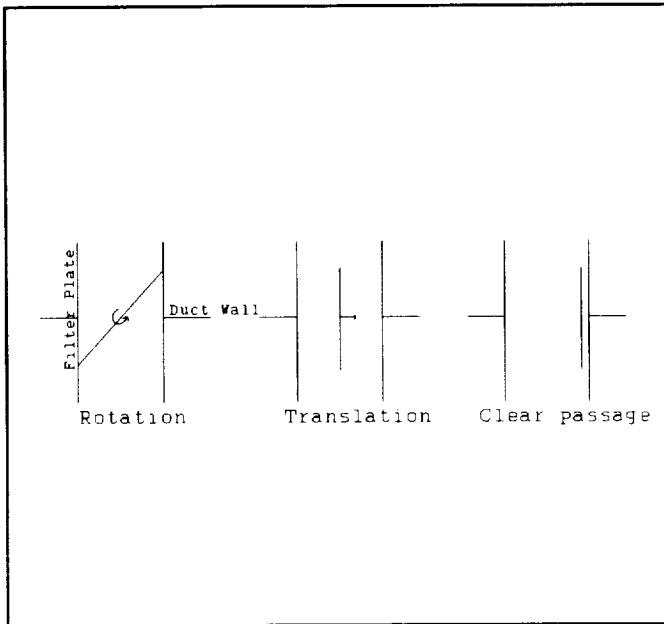 Filter Plate
Duct Wall
Rotation
Translation
Clear passage